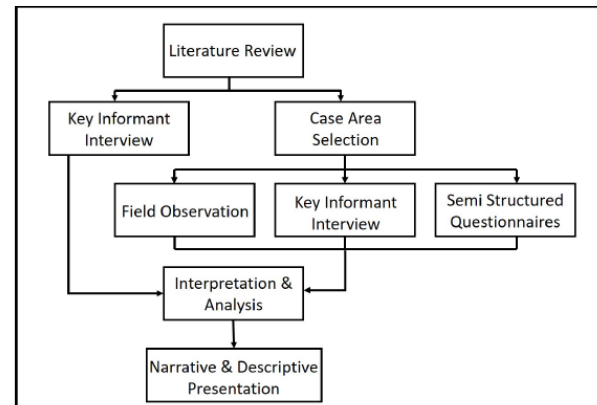 Literature Review
Key Informant
Interview
Case Area
Selection
Field Observation
Key Informant
Interview
Semi Structured
Questionnaires
Interpretation &
Analysis
Narrative & Descriptive
Presentation